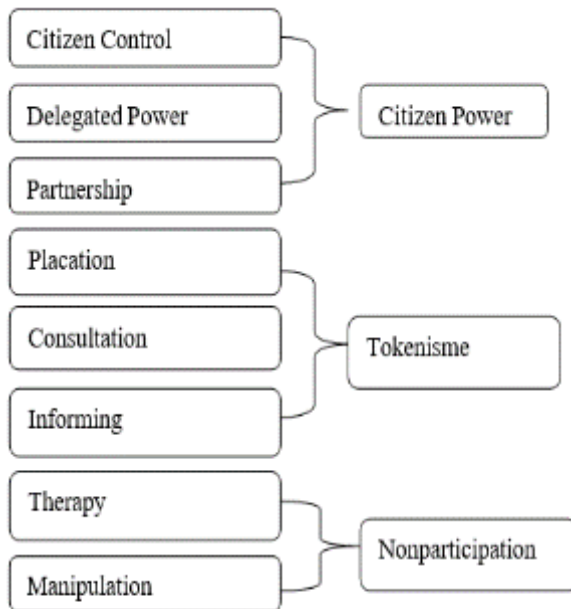 Citizen Control
Delegated Power
Partnership
Citizen Power
Placation
Consultation
Informing
Tokenisme
Therapy
Manipulation
Nonparticipation